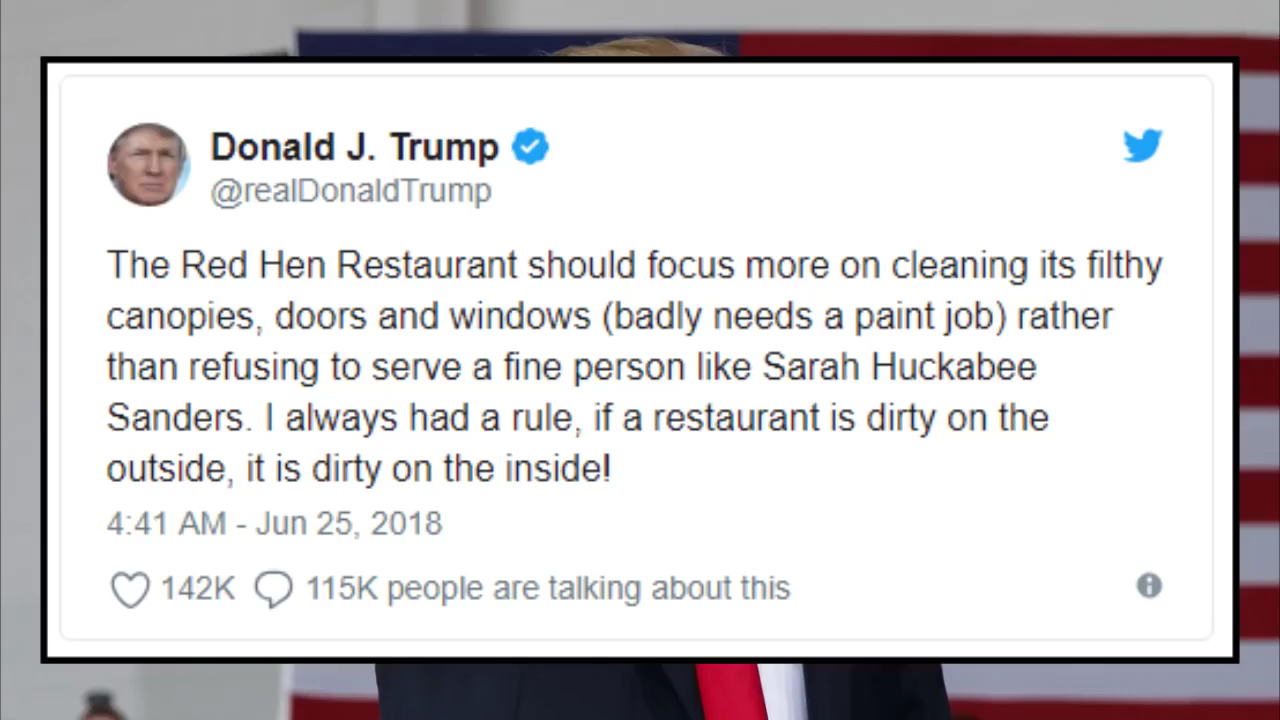 Donald J. Trump
@realDonaldTrump
The Red Hen Restaurant should focus more on cleaning its filthy
canopies, doors and windows (badly needs a paint job) rather
than refusing to serve a fine person like Sarah Huckabee
Sanders. I always had a rule, if a restaurant is dirty on the
outside, it is dirty on the inside!
4:41 AM - Jun 25, 2018
142K 115K people are talking about this